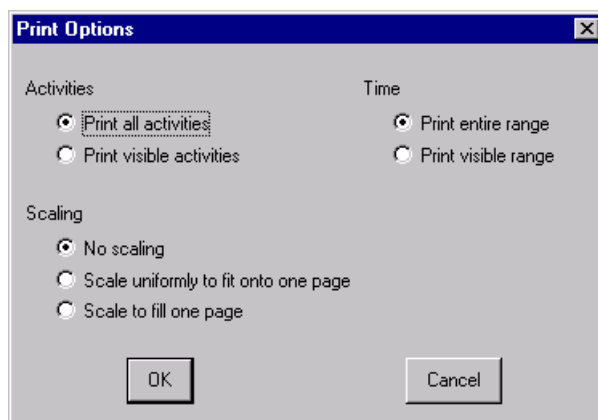 Print Options
Activities
Time
Print all activities
Print entire range
Print visible activities
Print visible range
Scaling
No scaling
Scale uniformly to fit onto one page
Scale to fill one page
OK
Cancel